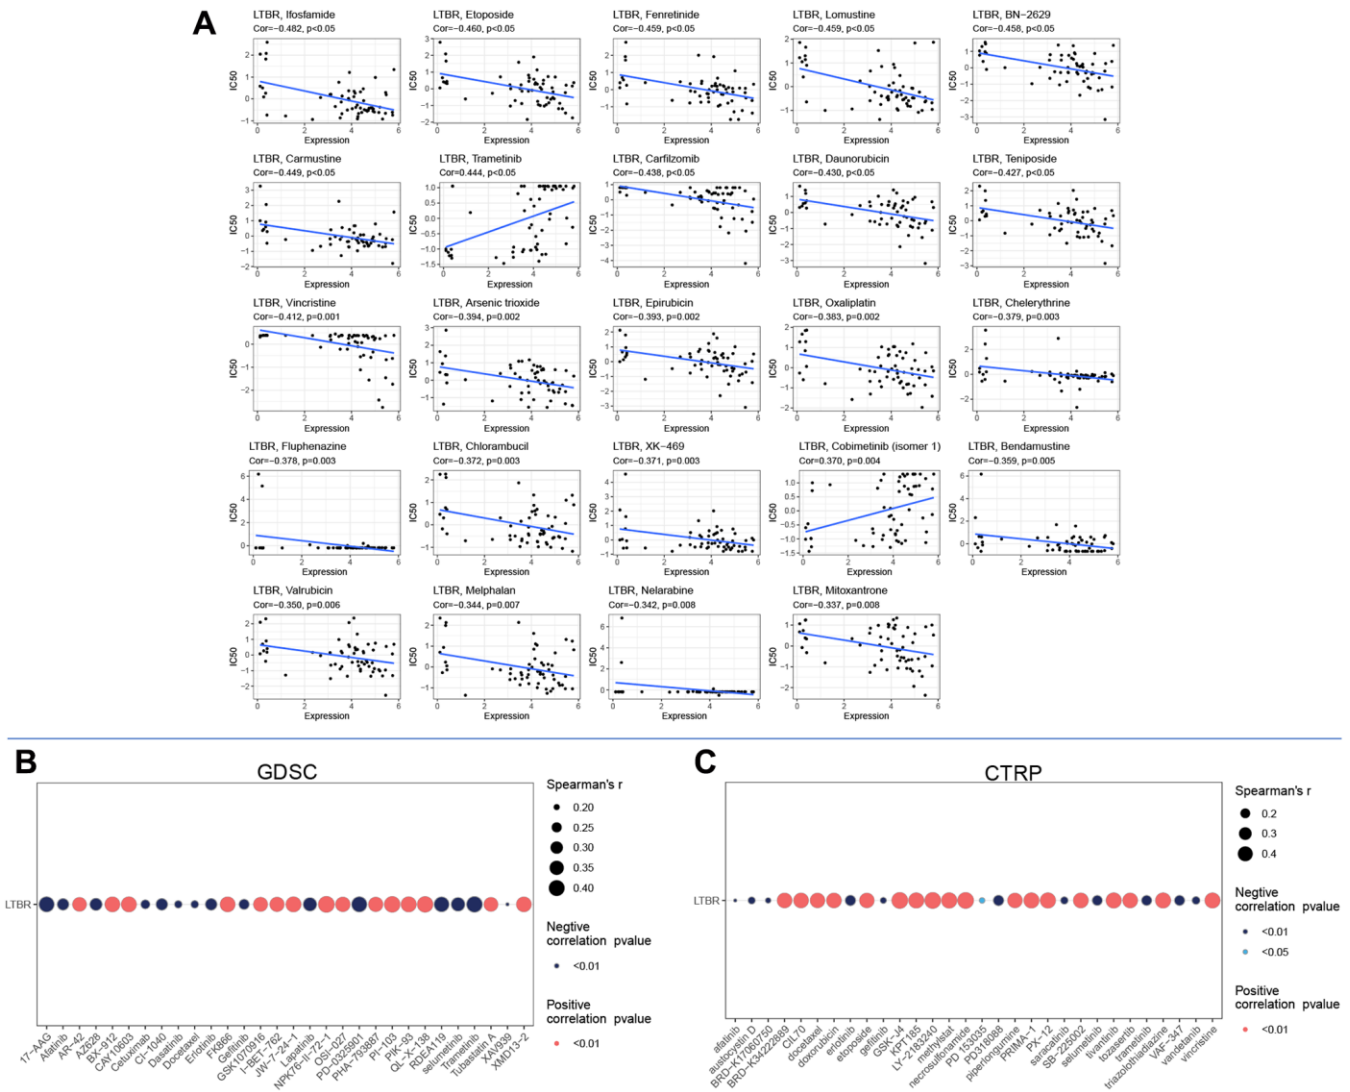 A
LTBR, Ifosfamide
Cor=−0.482, p<0.05
LTBR, Etoposide
Cor=−0.460, p<0.05
LTBR, Fenretinide
Cor=−0.459, p<0.05
LTBR, Lomustine
Cor=−0.459, p<0.05
LTBR, BN−2629
Cor=−0.458, p<0.05
IC50
Expression
LTBR, Carmustine
Cor=−0.449, p<0.05
LTBR, Trametinib
Cor=0.444, p<0.05
LTBR, Carfilzomib
Cor=−0.438, p<0.05
LTBR, Daunorubicin
Cor=−0.430, p<0.05
LTBR, Teniposide
Cor=−0.427, p<0.05
IC50
Expression
LTBR, Vincristine
Cor=−0.412, p=0.001
LTBR, Arsenic trioxide
Cor=−0.394, p=0.002
LTBR, Epirubicin
Cor=−0.393, p=0.002
LTBR, Oxaliplatin
Cor=−0.383, p=0.002
LTBR, Chelerythrine
Cor=−0.379, p=0.003
IC50
Expression
LTBR, Fluphenazine
Cor=−0.378, p=0.003
LTBR, Chlorambucil
Cor=−0.372, p=0.003
LTBR, XK−469
Cor=−0.371, p=0.003
LTBR, Cobimetinib (isomer 1)
Cor=0.370, p=0.004
LTBR, Bendamustine
Cor=−0.359, p=0.005
IC50
Expression
LTBR, Valrubicin
Cor=−0.350, p=0.006
LTBR, Melphalan
Cor=−0.344, p=0.007
LTBR, Nelarabine
Cor=−0.342, p=0.008
LTBR, Mitoxantrone
Cor=−0.337, p=0.008
IC50
Expression
B
GDSC
LTBR
17−AAG
Afatinib
AR−42
AZ628
BX−912
CAY10603
Cetuximab
CI−1040
Dasatinib
Docetaxel
Erlotinib
FK866
Gefitinib
GSK1070916
I−BET−762
JW−7−24−1
Lapatinib
NPK76−II−72−1
OSI−027
PD−0325901
PHA−793887
PI−103
PIK−93
QL−X−138
RDEA119
selumetinib
Trametinib
Tubastatin A
XAV939
XMD13−2
Spearman's r
0.20
0.25
0.30
0.35
0.40
Negtive
correlation pvalue
<0.01
Positive
correlation pvalue
<0.01
C
CTRP
LTBR
afatinib
austocystin D
BRD−K17060750
BRD−K34222889
CIL70
docetaxel
doxorubicin
erlotinib
etoposide
gefitinib
GSK−J4
KPT185
LY−2183240
methylstat
necrosulfonamide
PD 153035
PD318088
piperlongumine
PRIMA−1
PX−12
saracatinib
SB−225002
selumetinib
tivantinib
tozasertib
trametinib
triazolothiadiazine
VAF−347
vandetanib
vincristine
Spearman's r
0.2
0.3
0.4
Negtive
correlation pvalue
<0.01
<0.05
Positive
correlation pvalue
<0.01